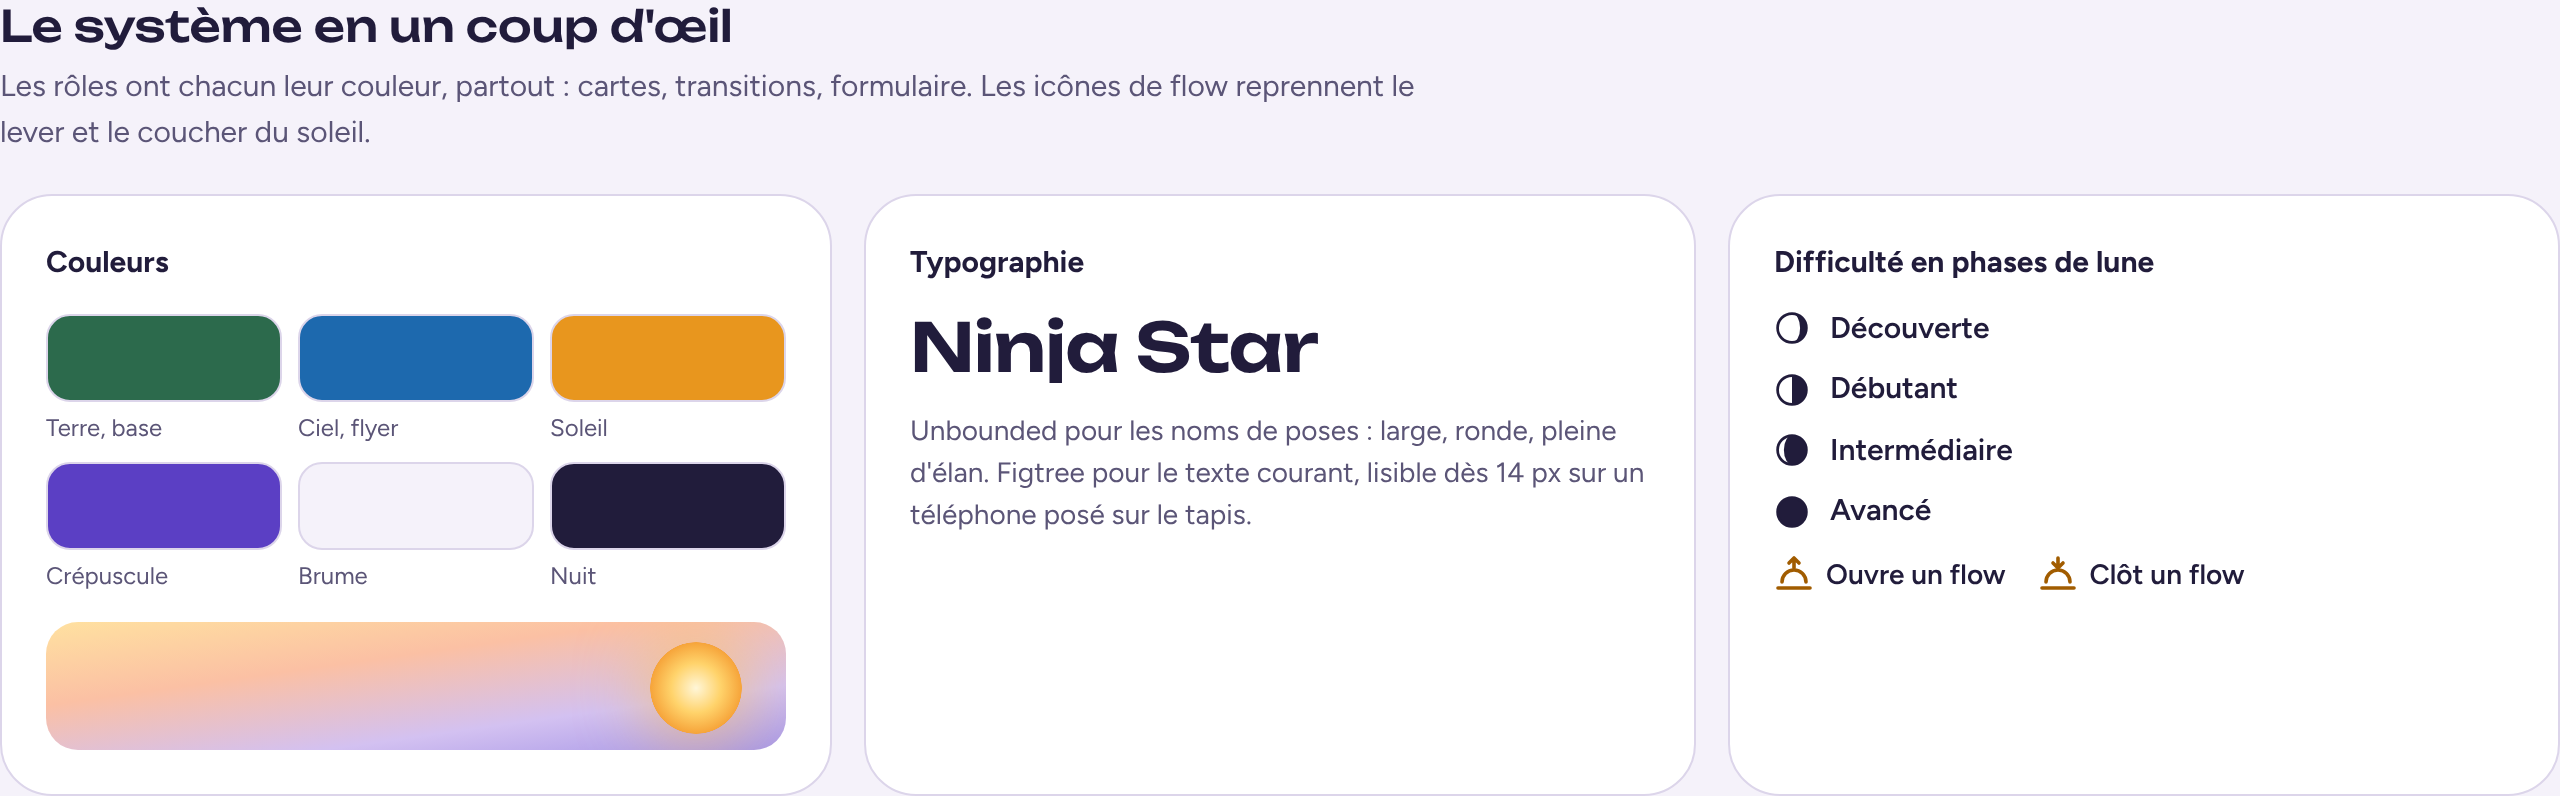 Le système en un coup d'œil
Les rôles ont chacun leur couleur, partout : cartes, transitions, formulaire. Les icônes de flow reprennent le
lever et le coucher du soleil.
Couleurs
Terre, base
Ciel, flyer
Soleil
Crépuscule
Brume
Nuit
Typographie
Ninja Star
Unbounded pour les noms de poses : large, ronde, pleine
d'élan. Figtree pour le texte courant, lisible dès 14 px sur un
téléphone posé sur le tapis.
Difficulté en phases de lune
Découverte
Débutant
Intermédiaire
Avancé
Ouvre un flow
Clôt un flow